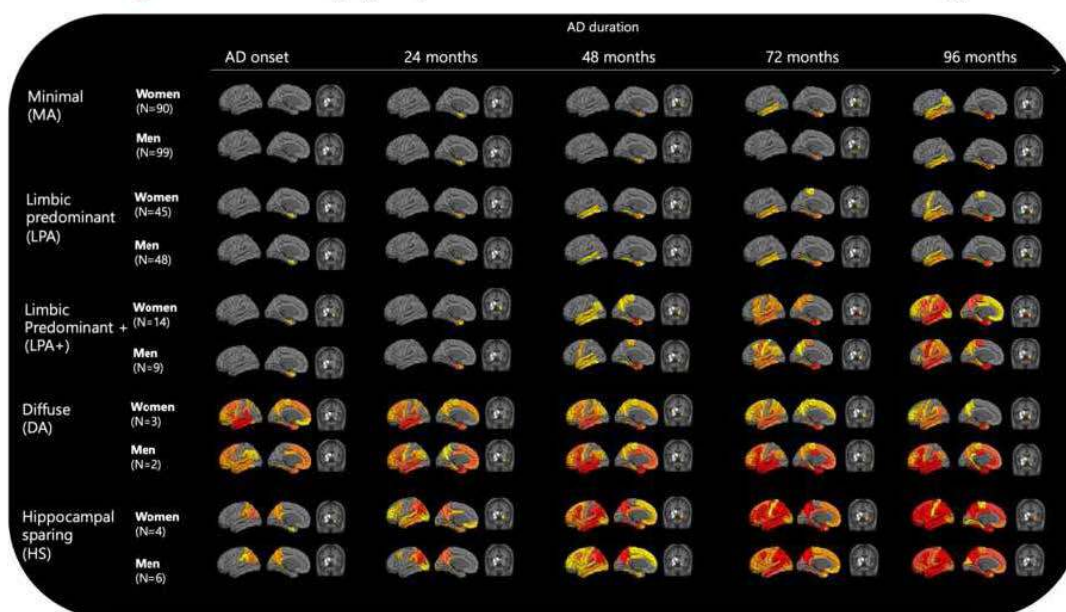 AD duration
AD onset 24 months 48 months 72 months 96 months
Minimal
(MA)
Women
(N=90)
Men
(N=99)
Limbic
predominant
(LPA)
Women
(N=45)
Men
(N=48)
Limbic
Predominant +
(LPA+)
Women
(N=14)
Men
(N=9)
Diffuse
(DA)
Women
(N=3)
Men
(N=2)
Hippocampal
sparing
(HS)
Women
(N=4)
Men
(N=6)